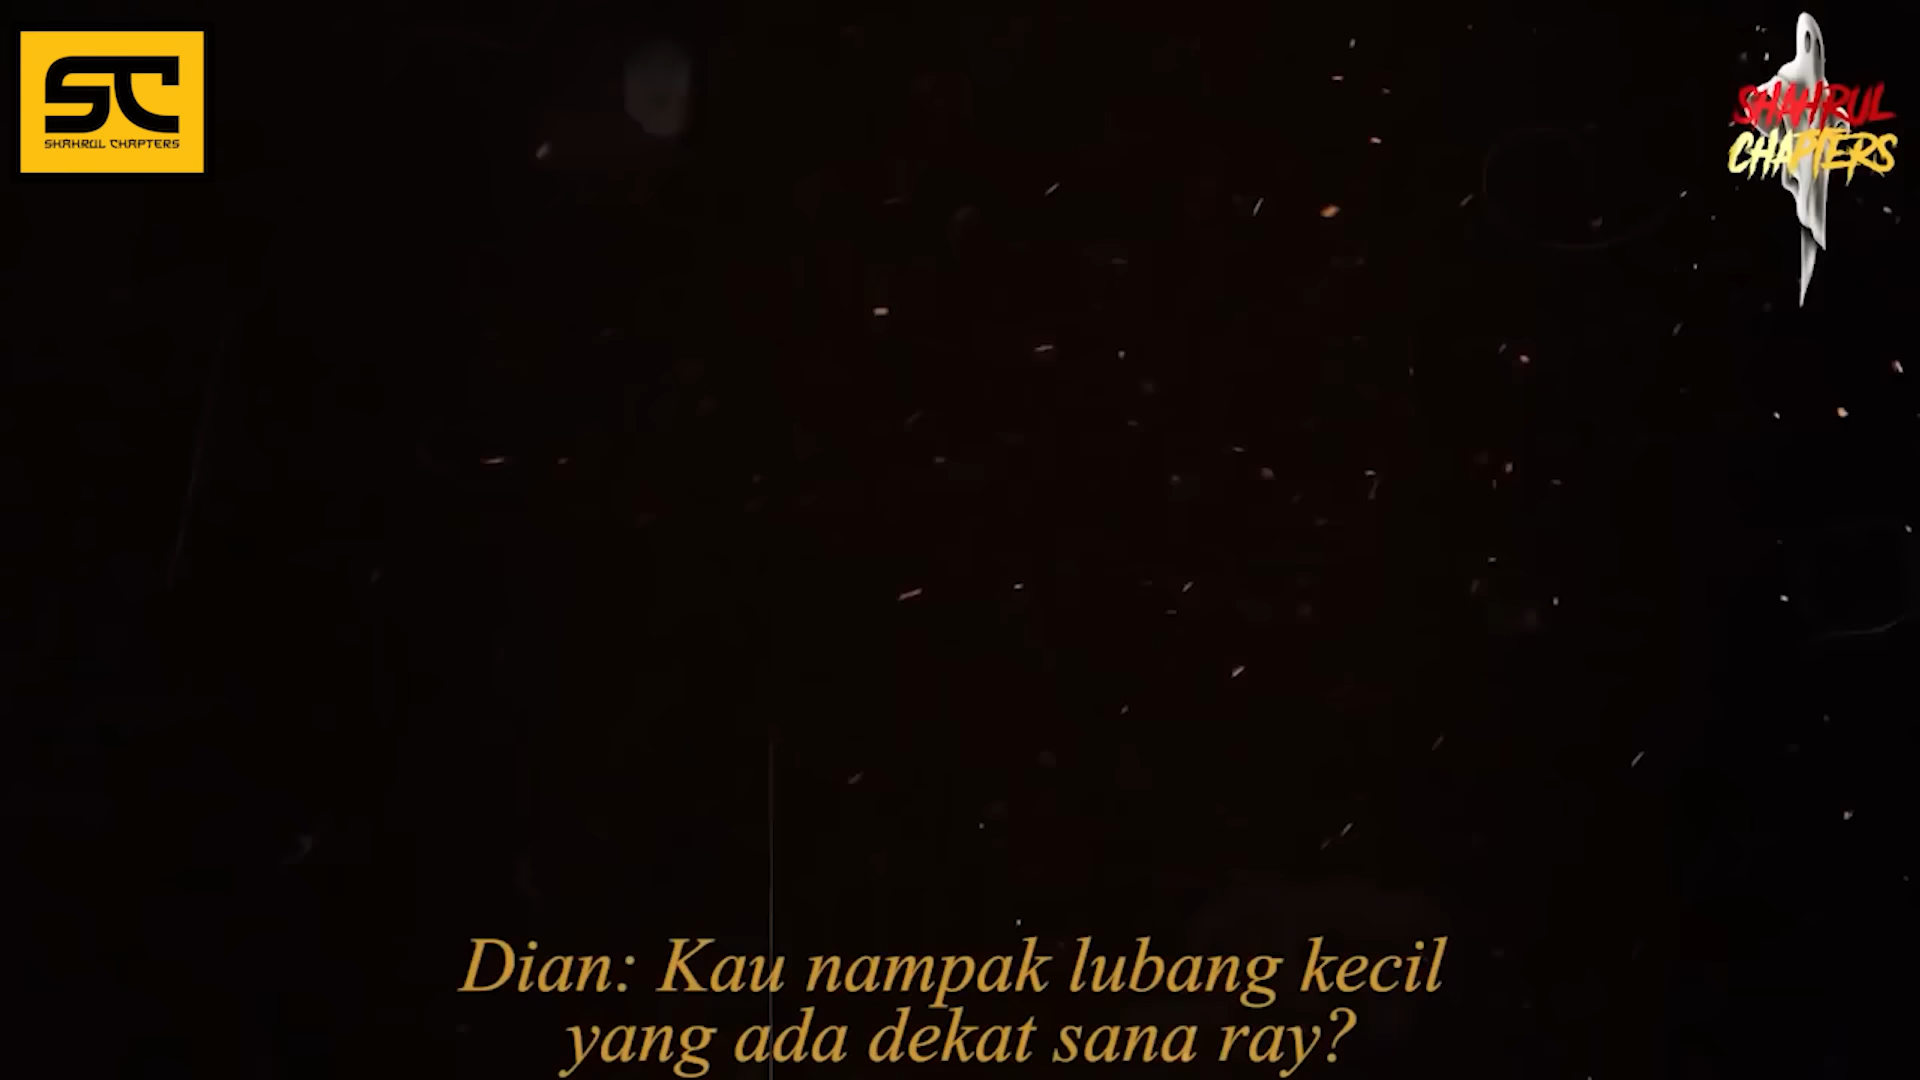 SC
SHAHRUL CHAPTERS
SHAHRUL
CHAPTERS
Dian: Kau nampak lubang kecil
yang ada dekat sana ray?